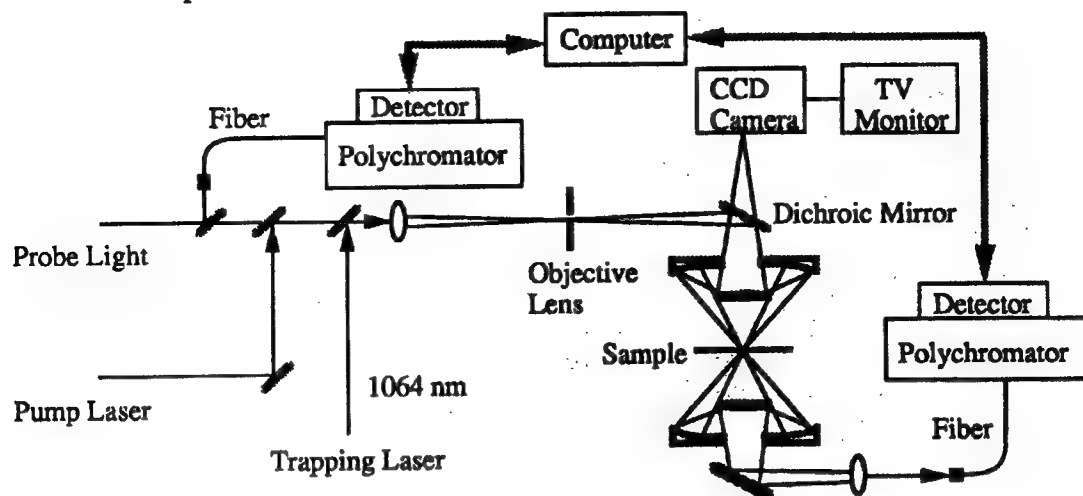 Computer
CCD
Camera
TV
Monitor
Detector
Fiber
Polychromator
Dichroic Mirror
Probe Light
Objective
Lens
Detector
Sample
Polychromator
1064 nm
Pump Laser
Fiber
Trapping Laser